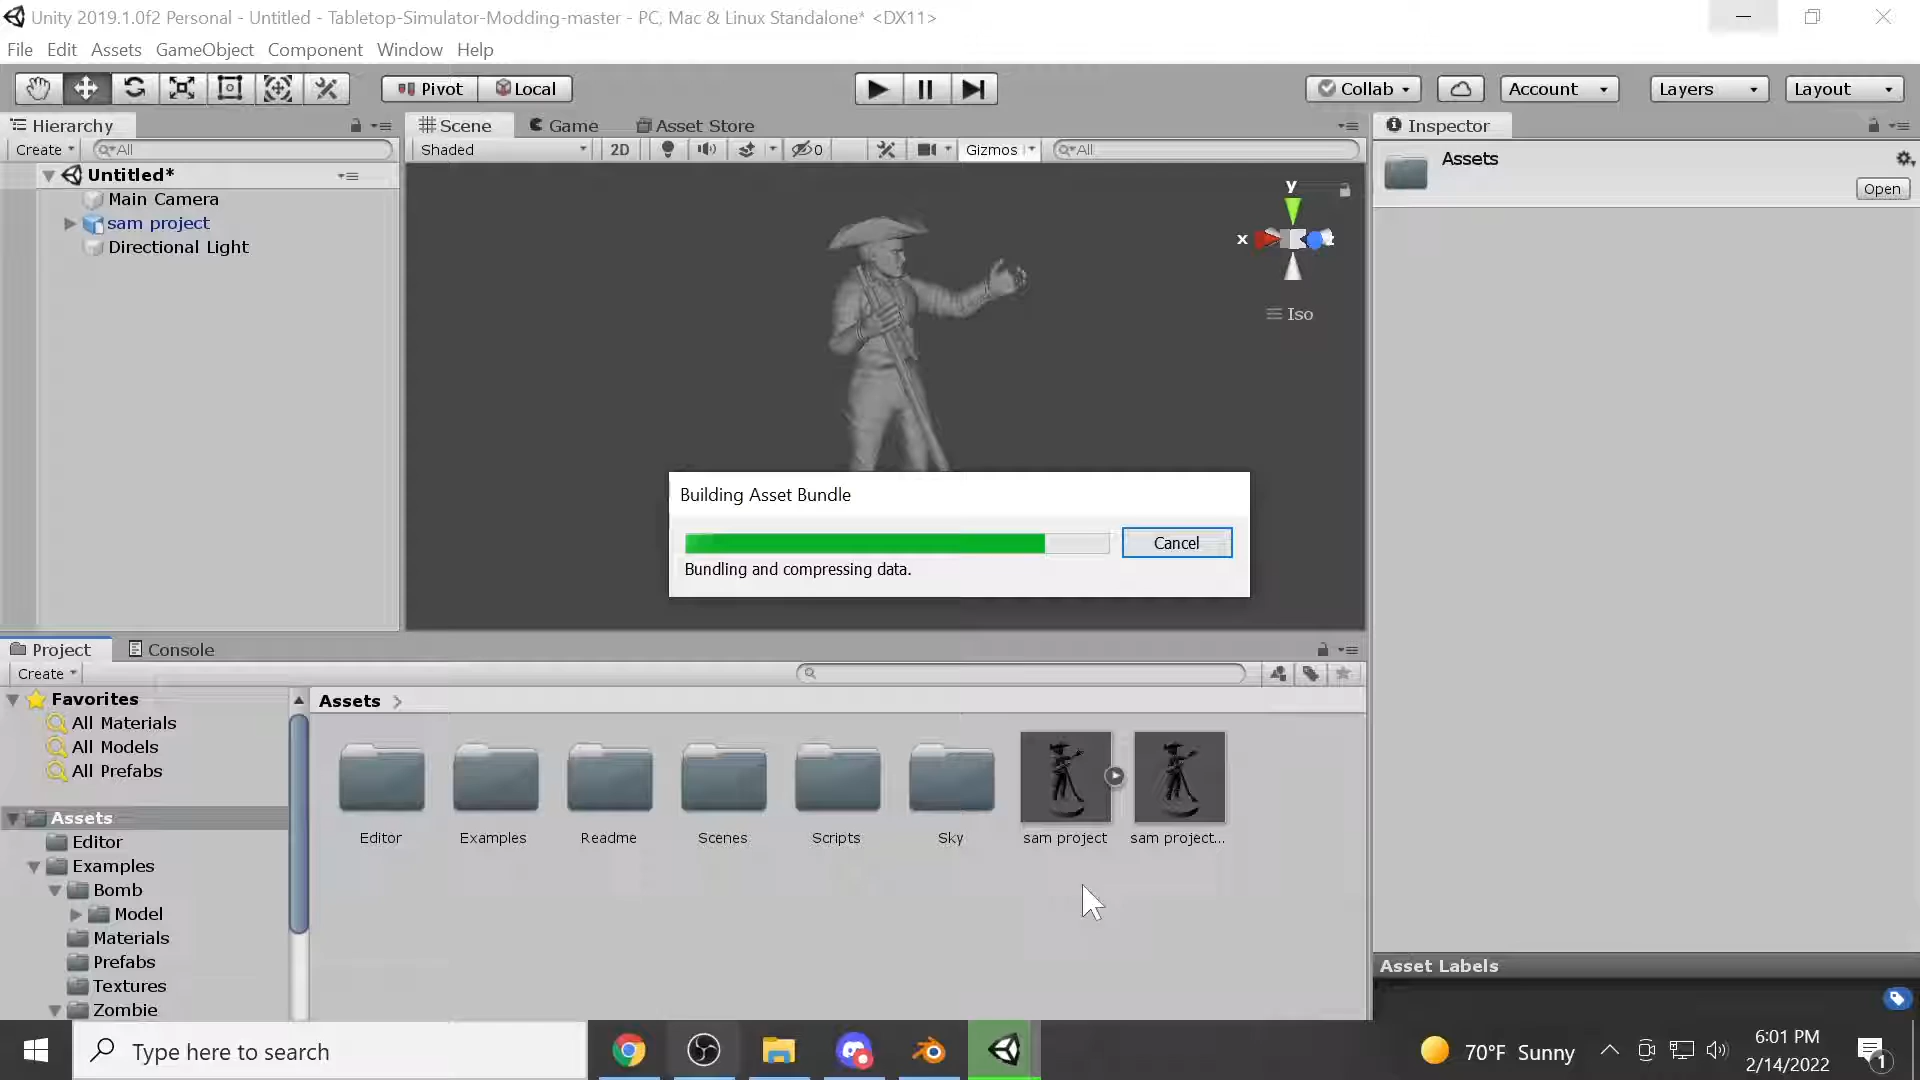 Unity 2019.1.0f2 Personal - Untitled - Tabletop-Simulator-Modding-master - PC, Mac & Linux Standalone* <DX11>
File Edit Assets GameObject Component Window Help
Pivot Local Collab Account Layers Layout
Hierarchy
Create All
Untitled*
Main Camera
sam project
Directional Light
Scene Game Asset Store
Shaded 2D 0 Gizmos All
y
x
z
Iso
Inspector
Assets
Open
Building Asset Bundle
Cancel
Bundling and compressing data.
Project Console
Create
Favorites
All Materials
All Models
All Prefabs
Assets
Editor
Examples
Bomb
Model
Materials
Prefabs
Textures
Zombie
Assets
Editor Examples Readme Scenes Scripts Sky sam project sam project...
Asset Labels
Type here to search
70°F Sunny
6:01 PM
2/14/2022
1